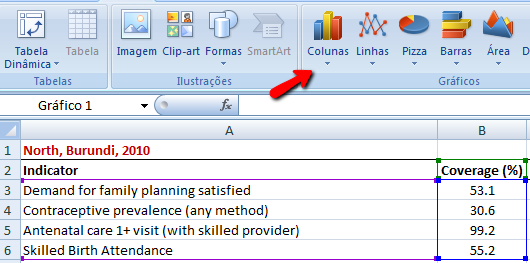 Tabela Dinâmica Tabela Imagem Clip-art Formas SmartArt Colunas Linhas Pizza Barras Área
Tabelas Ilustrações Gráficos
Gráfico 1 fx
A B
1 North, Burundi, 2010
2 Indicator Coverage (%)
3 Demand for family planning satisfied 53.1
4 Contraceptive prevalence (any method) 30.6
5 Antenatal care 1+ visit (with skilled provider) 99.2
6 Skilled Birth Attendance 55.2